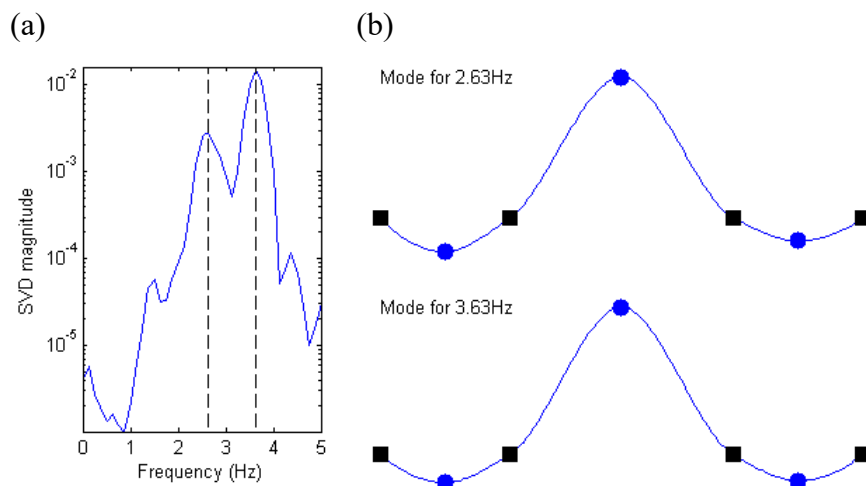 (a)
(b)
SVD magnitude
10⁻²
10⁻³
10⁻⁴
10⁻⁵
0 1 2 3 4 5
Frequency (Hz)
Mode for 2.63Hz
Mode for 3.63Hz